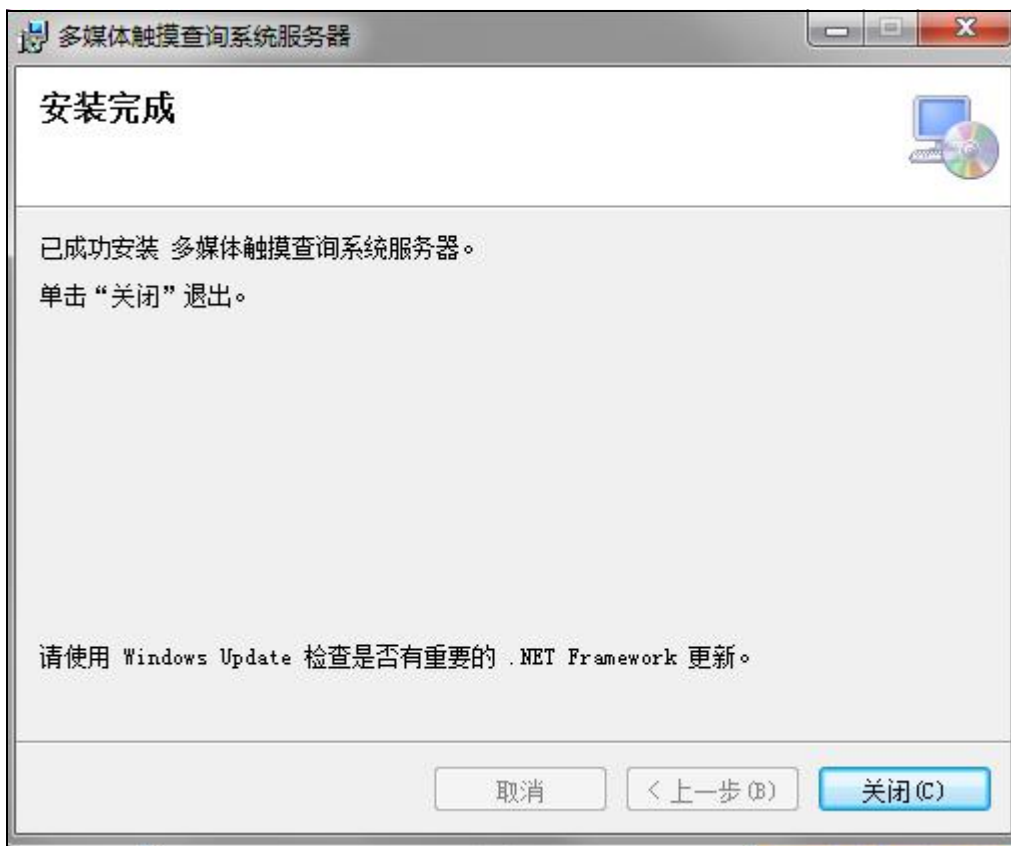 多媒体触摸查询系统服务器
安装完成
已成功安装 多媒体触摸查询系统服务器。
单击“关闭”退出。
请使用 Windows Update 检查是否有重要的 .NET Framework 更新。
取消
< 上一步(B)
关闭(C)